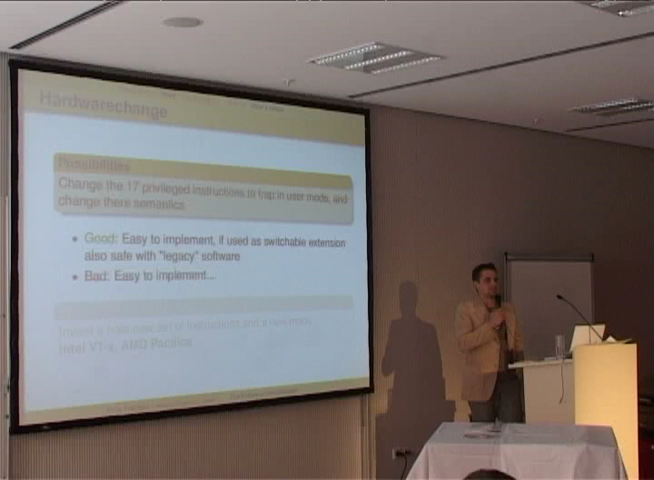 Hardwarechange
Possibilities
Change the 17 privileged instructions to trap in user mode, and
change there semantics
• Good: Easy to implement, if used as switchable extension
also safe with "legacy" software
• Bad: Easy to implement...
Invent a new set of instructions and a new mode
Intel VT-x, AMD Pacifica